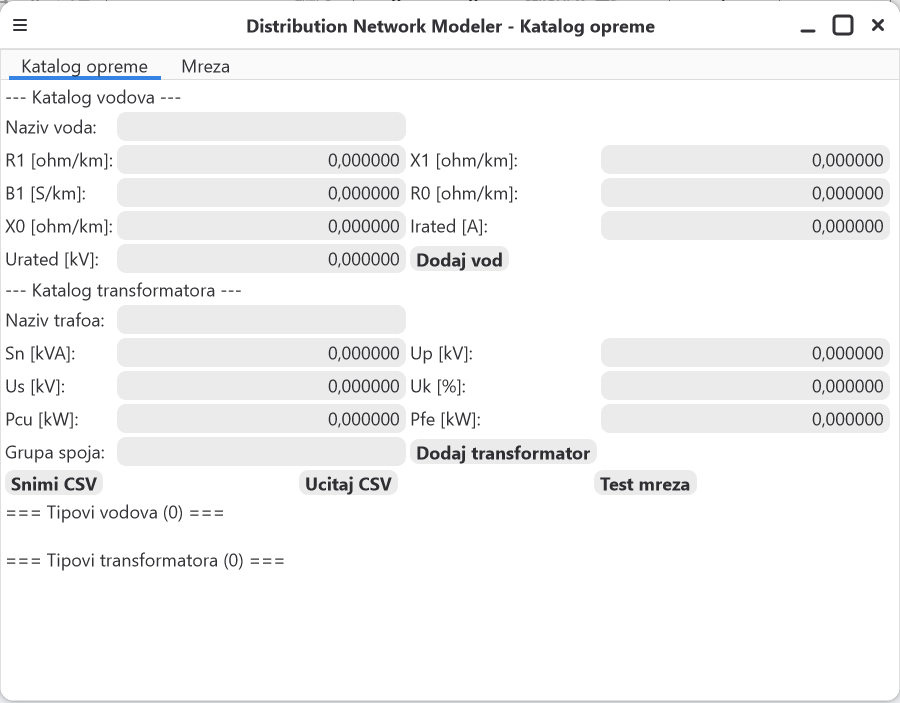 Distribution Network Modeler - Katalog opreme
Katalog opreme Mreza
--- Katalog vodova ---
Naziv voda:
R1 [ohm/km]: 0,000000 X1 [ohm/km]: 0,000000
B1 [S/km]: 0,000000 R0 [ohm/km]: 0,000000
X0 [ohm/km]: 0,000000 Irated [A]: 0,000000
Urated [kV]: 0,000000 Dodaj vod
--- Katalog transformatora ---
Naziv trafoa:
Sn [kVA]: 0,000000 Up [kV]: 0,000000
Us [kV]: 0,000000 Uk [%]: 0,000000
Pcu [kW]: 0,000000 Pfe [kW]: 0,000000
Grupa spoja: Dodaj transformator
Snimi CSV Ucitaj CSV Test mreza
=== Tipovi vodova (0) ===
=== Tipovi transformatora (0) ===